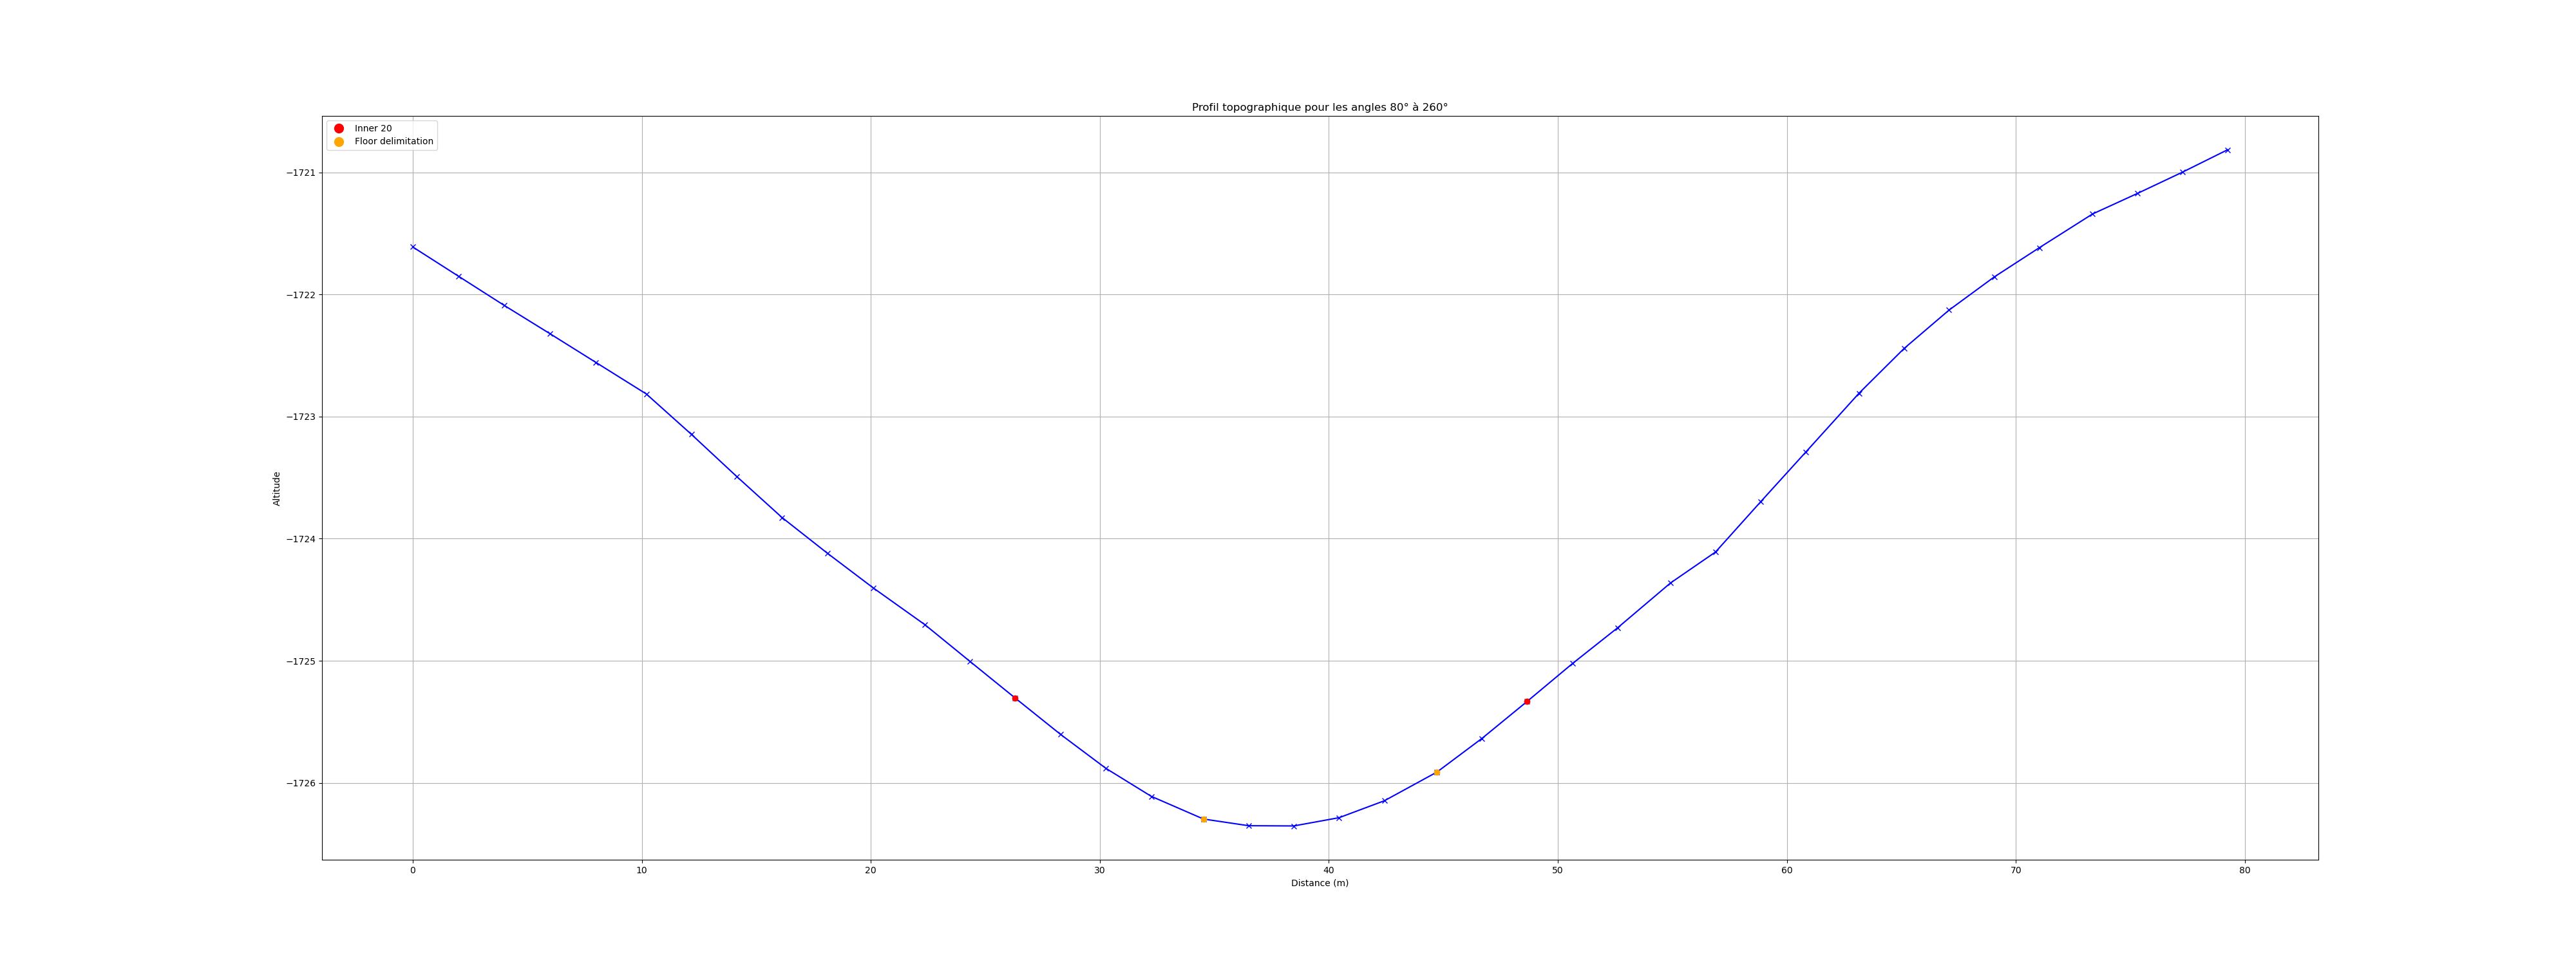 Profil topographique pour les angles 80° à 260°
Inner 20
Floor delimitation
−1721
−1722
−1723
−1724
−1725
−1726
Altitude
0 10 20 30 40 50 60 70 80
Distance (m)